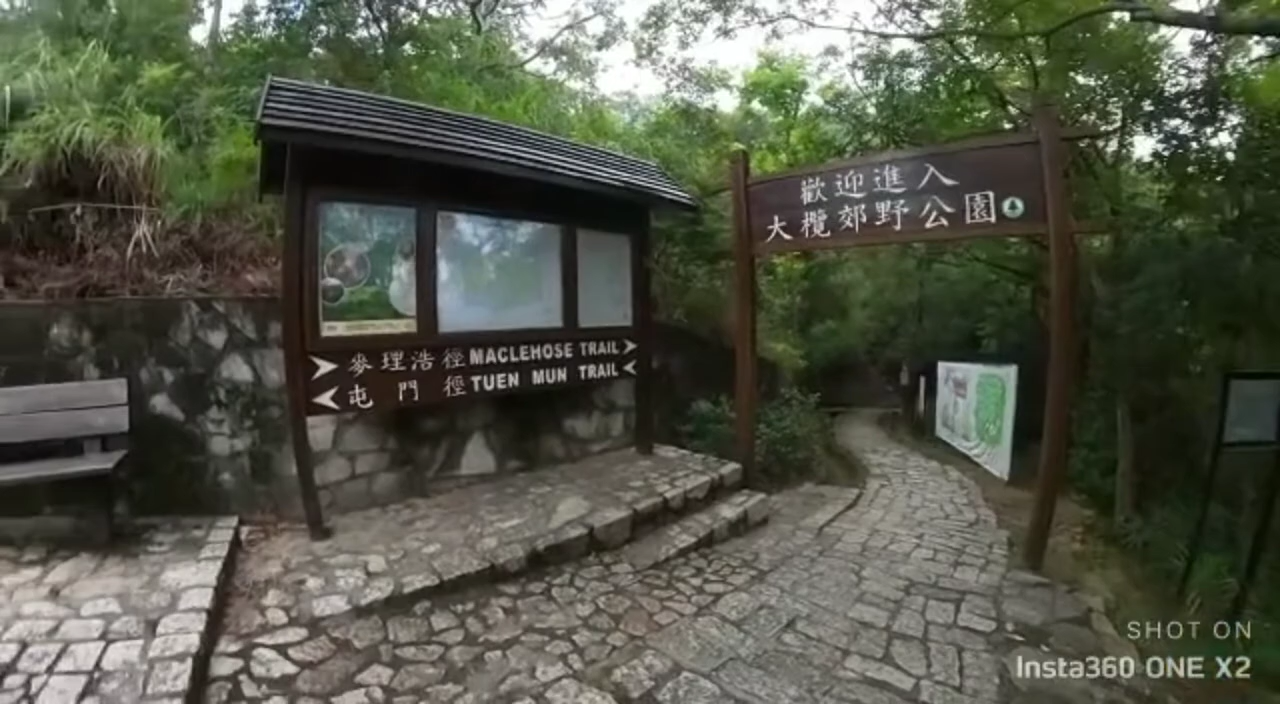 麥理浩徑 MACLEHOSE TRAIL
屯門徑 TUEN MUN TRAIL
歡迎進入
大欖郊野公園
SHOT ON
Insta360 ONE X2